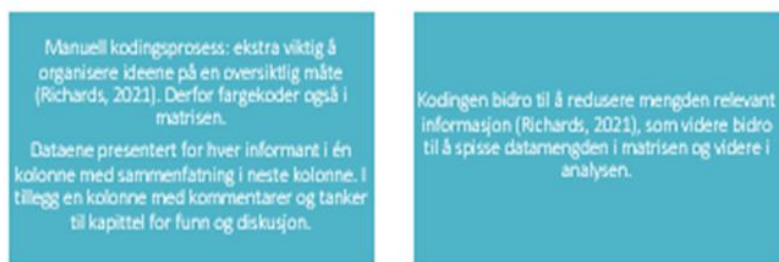 Manuell kodingsprosess: ekstra viktig å
organisere ideene på en oversiktlig måte
(Richards, 2021). Derfor fargekoder også i
matrisen.
Dataene presentert for hver informant i én
kolonne med sammenfatning i neste kolonne. I
tillegg en kolonne med kommentarer og tanker
til kapittel for funn og diskusjon.
Kodingen bidro til å redusere mengden relevant
informasjon (Richards, 2021), som videre bidro
til å spisse datamengden i matrisen og videre i
analysen.